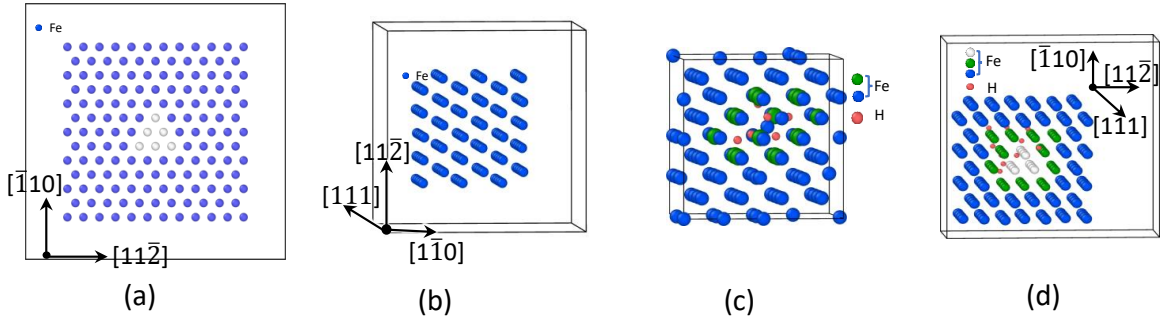 Fe
[1̅10]
[112̅]
(a)
Fe
[112̅]
[111]
[11̅0]
(b)
Fe
H
(c)
Fe
H
[1̅10]
[112̅]
[111]
(d)